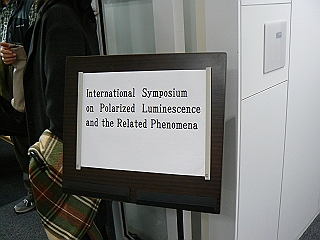 International Symposium
on Polarized Luminescence
and the Related Phenomena